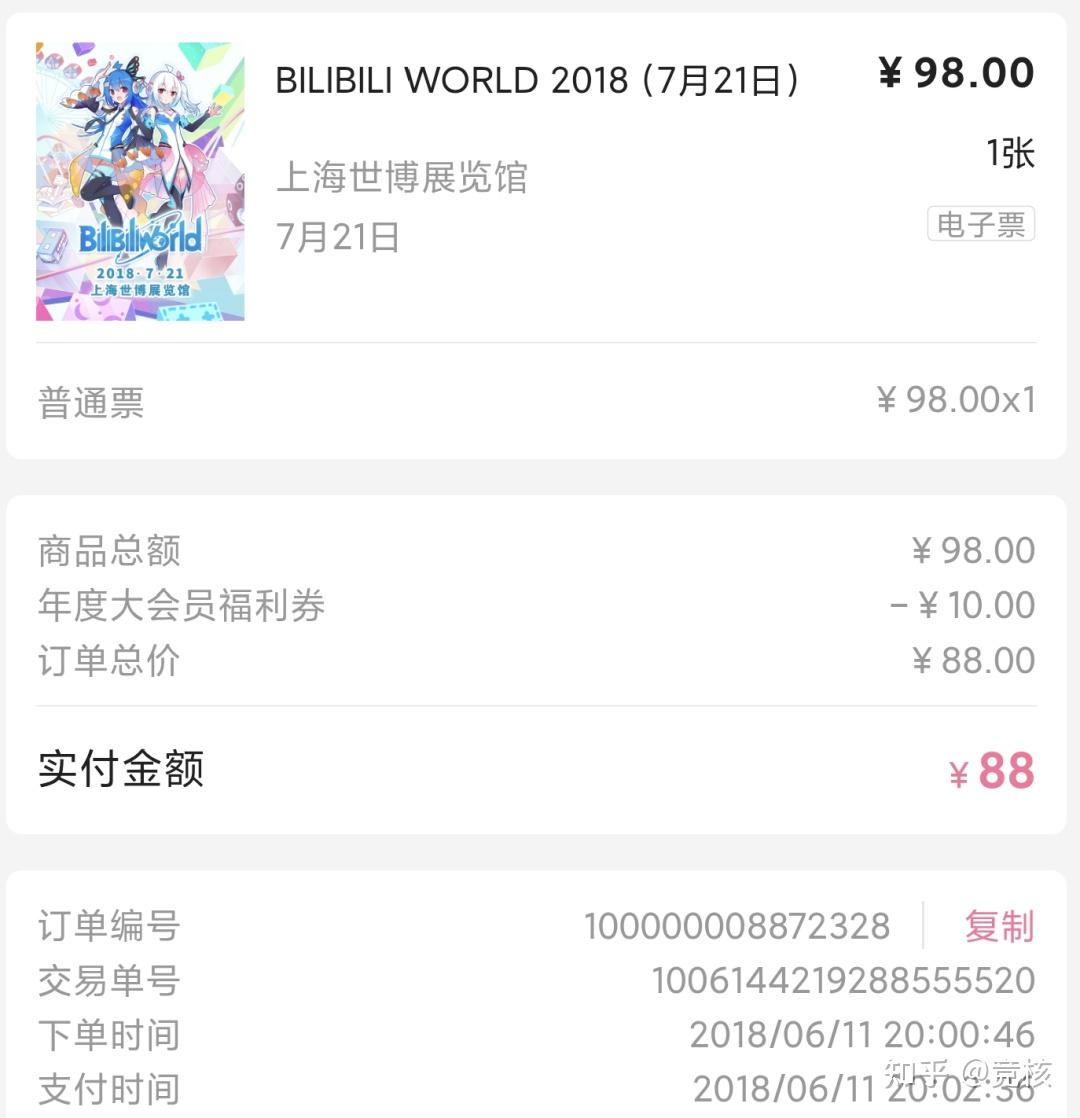 BILIBILI WORLD 2018 (7月21日)
¥ 98.00
上海世博展览馆
1张
7月21日
电子票
BiliBiliWorld
2018·7·21
上海世博展览馆
普通票
¥ 98.00x1
商品总额
¥ 98.00
年度大会员福利券
- ¥ 10.00
订单总价
¥ 88.00
实付金额
¥ 88
订单编号
100000008872328
复制
交易单号
1006144219288555520
下单时间
2018/06/11 20:00:46
支付时间
2018/06/11 20:02:36
知乎 @竞核